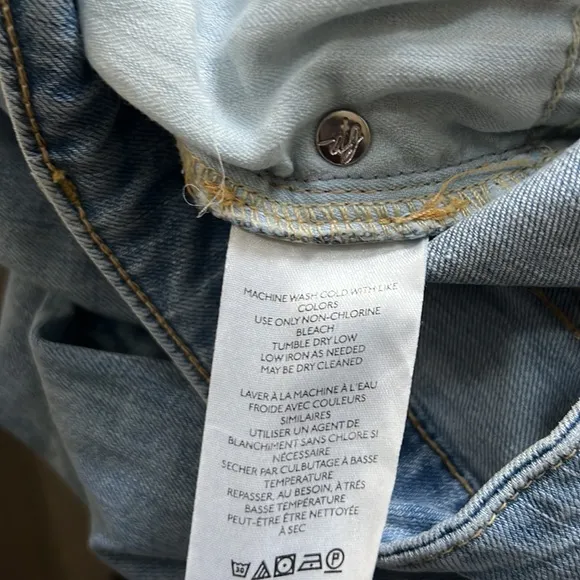 MACHINE WASH COLD WITH LIKE
COLORS
USE ONLY NON-CHLORINE
BLEACH
TUMBLE DRY LOW
LOW IRON AS NEEDED
MAY BE DRY CLEANED
LAVER À LA MACHINE À L'EAU
FROIDE AVEC COULEURS
SIMILAIRES
UTILISER UN AGENT DE
BLANCHIMENT SANS CHLORE SI
NÉCESSAIRE
SECHER PAR CULBUTAGE À BASSE
TEMPERATURE
REPASSER, AU BESOIN, À TRÉS
BASSE TEMPÉRATURE
PEUT-ÊTRE ÊTRE NETTOYÉE
À SEC
30 P